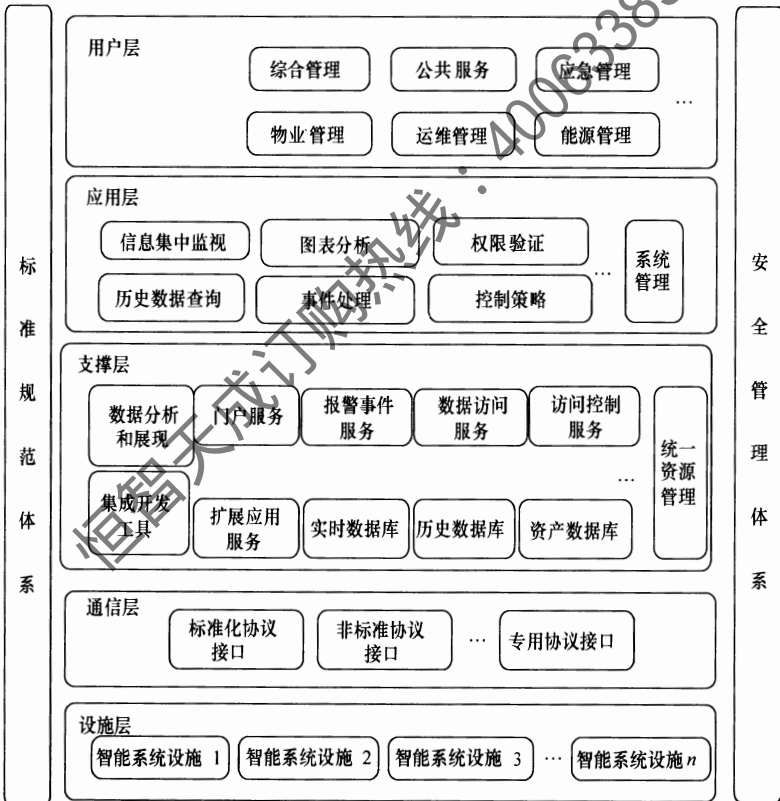 用户层
综合管理
公共服务
应急管理
物业管理
运维管理
能源管理
…
应用层
信息集中监视
图表分析
权限验证
历史数据查询
事件处理
控制策略
…
系统
管理
支撑层
数据分析
和展现
门户服务
报警事件
服务
数据访问
服务
访问控制
服务
集成开发
工具
扩展应用
服务
实时数据库
历史数据库
资产数据库
…
统一
资源
管理
通信层
标准化协议
接口
非标准协议
接口
…
专用协议接口
设施层
智能系统设施 1
智能系统设施 2
智能系统设施 3
…
智能系统设施 n
标准规范体系
安全管理体系
恒智天成订购热线：40063385